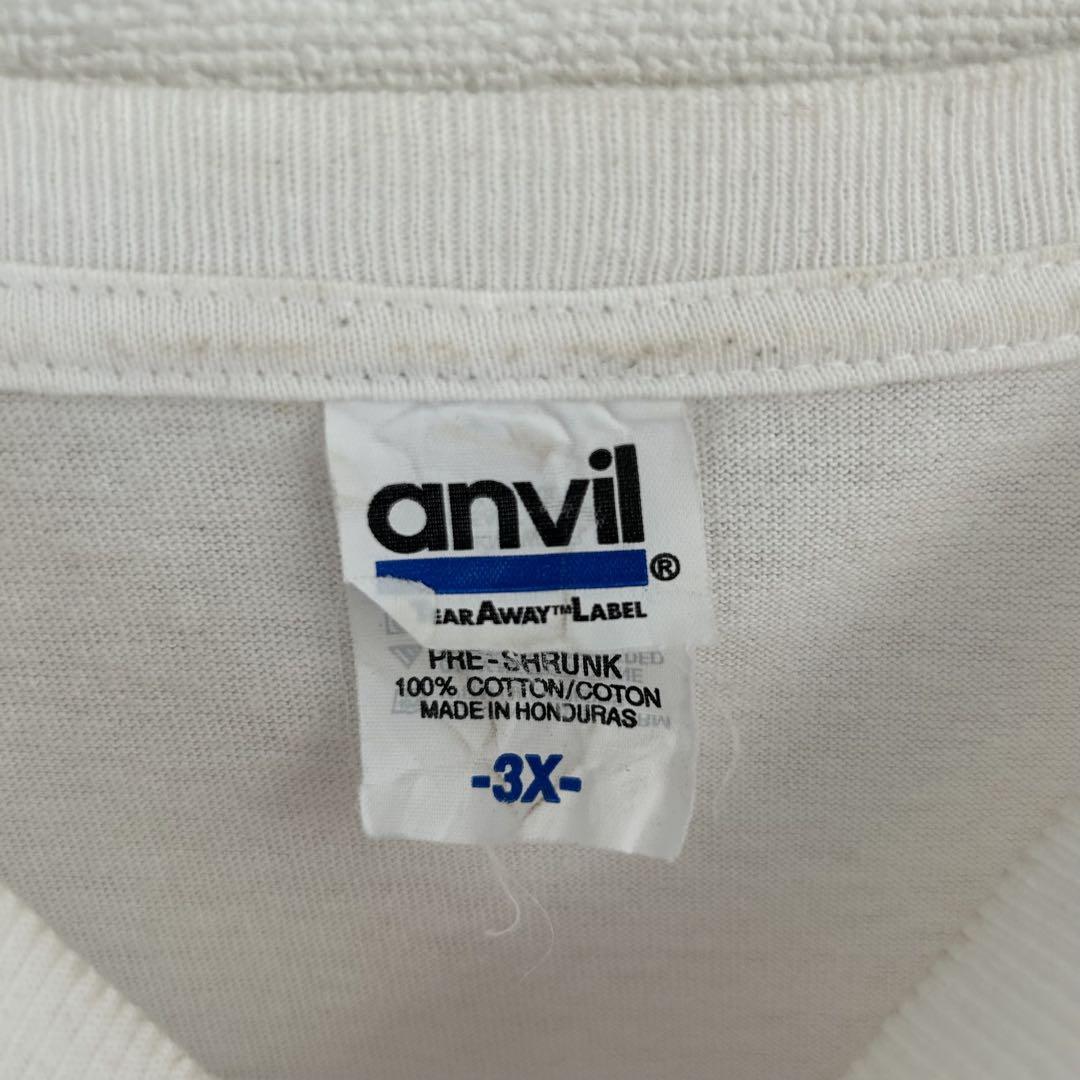 anvil®
EARAWAY™LABEL
PRE-SHRUNK
100% COTTON/COTON
MADE IN HONDURAS
-3X-